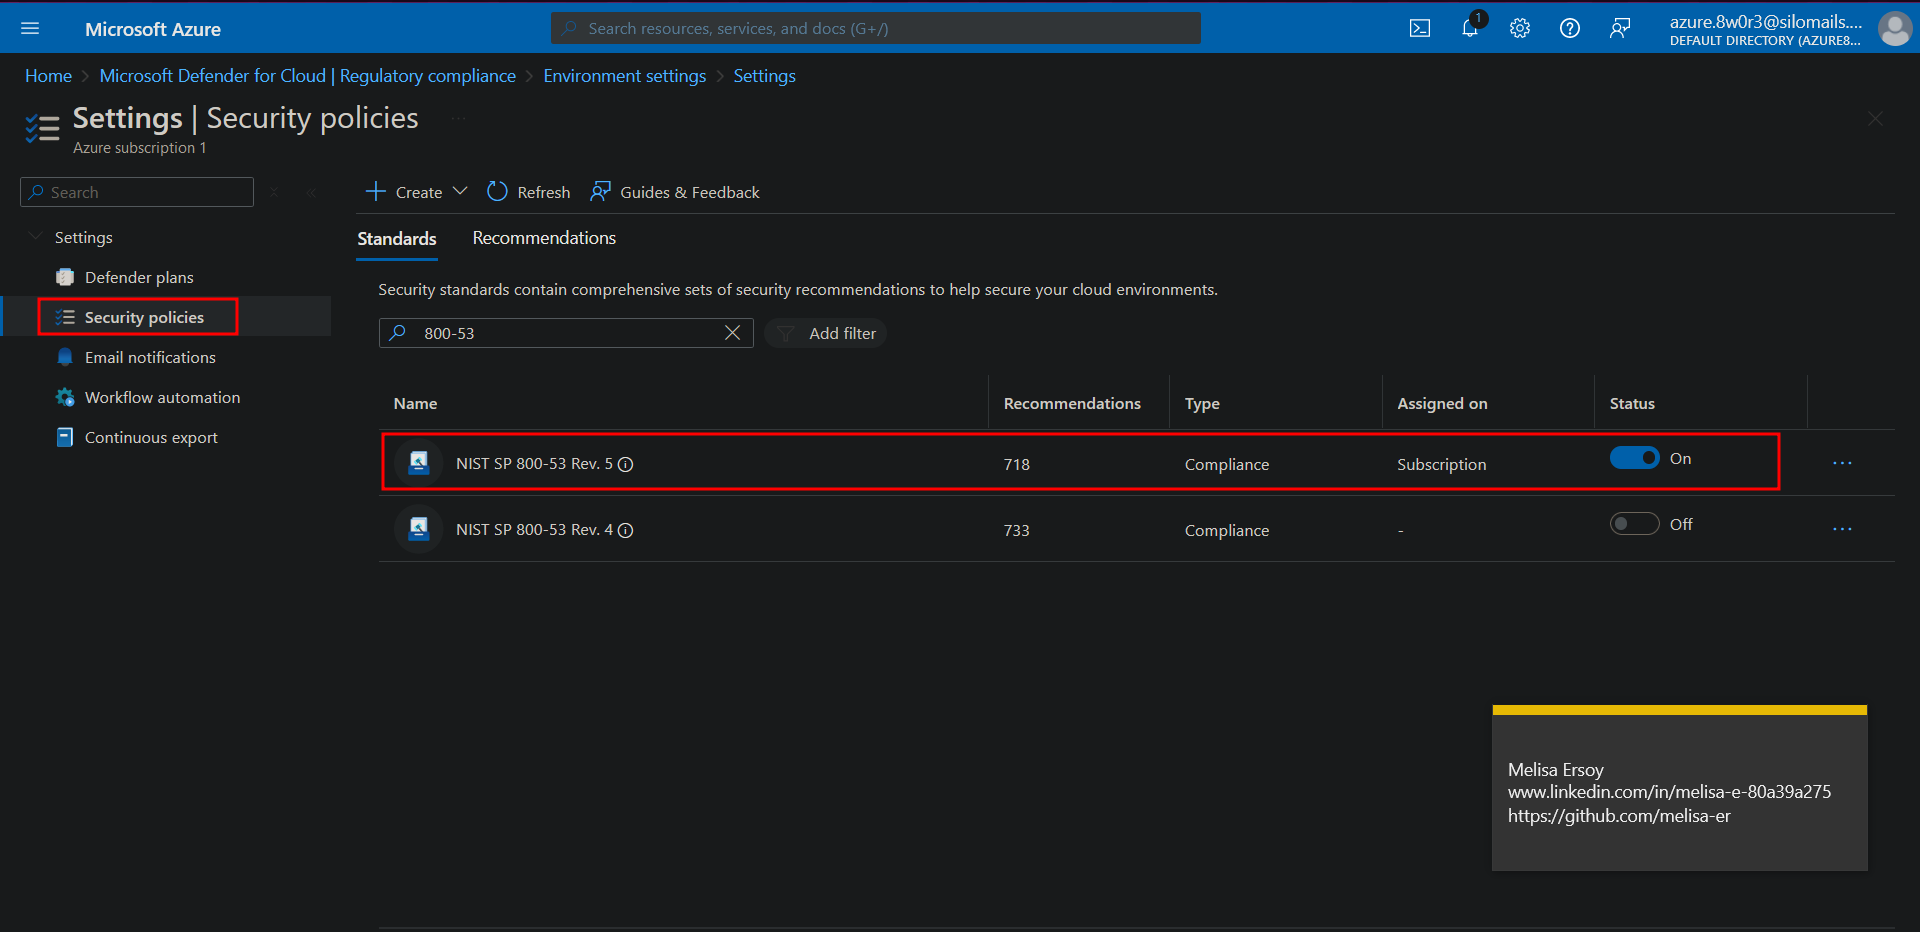 Microsoft Azure
Search resources, services, and docs (G+/)
1
azure.8w0r3@silomails....
DEFAULT DIRECTORY (AZURE8...
Home > Microsoft Defender for Cloud | Regulatory compliance > Environment settings > Settings
Settings | Security policies ...
Azure subscription 1
Search
Create
Refresh
Guides & Feedback
Settings
Defender plans
Security policies
Email notifications
Workflow automation
Continuous export
Standards
Recommendations
Security standards contain comprehensive sets of security recommendations to help secure your cloud environments.
800-53
Add filter
Name Recommendations Type Assigned on Status
NIST SP 800-53 Rev. 5 718 Compliance Subscription On ...
NIST SP 800-53 Rev. 4 733 Compliance - Off ...
Melisa Ersoy
www.linkedin.com/in/melisa-e-80a39a275
https://github.com/melisa-er